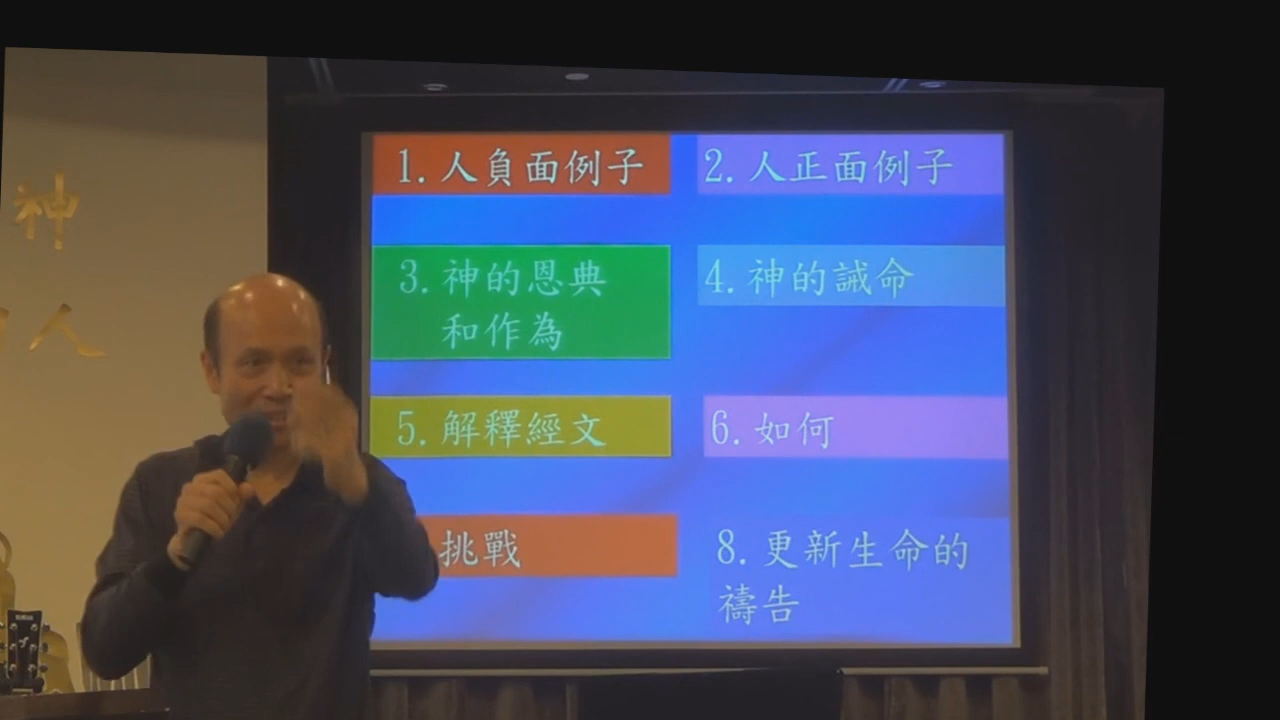 1. 人負面例子
2. 人正面例子
3. 神的恩典
和作為
4. 神的誡命
5. 解釋經文
6. 如何
挑戰
8. 更新生命的
禱告
神
人